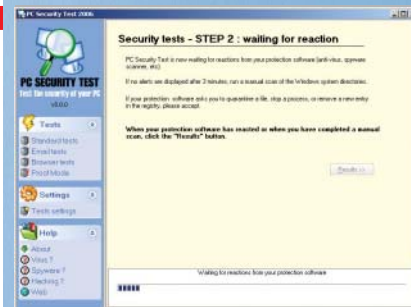 PC Security Test 2006
PC SECURITY TEST
Test the security of your PC
v6.0.0
Tests
Standard tests
Email tests
Browser tests
Proof Mode
Settings
Tests settings
Help
About
Virus ?
Spyware ?
Hacking ?
Web
Security tests - STEP 2 : waiting for reaction
PC Security Test is now waiting for reactions from your protection software (anti-virus, spyware
scanner, etc).
If no alerts are displayed after 2 minutes, run a manual scan of the Windows system directories.
If your protection software asks you to quarantine a file, stop a process, or remove a new entry
in the registry, please accept.
When your protection software has reacted or when you have completed a manual
scan, click the "Results" button.
Results >>
Waiting for reactions from your protection software